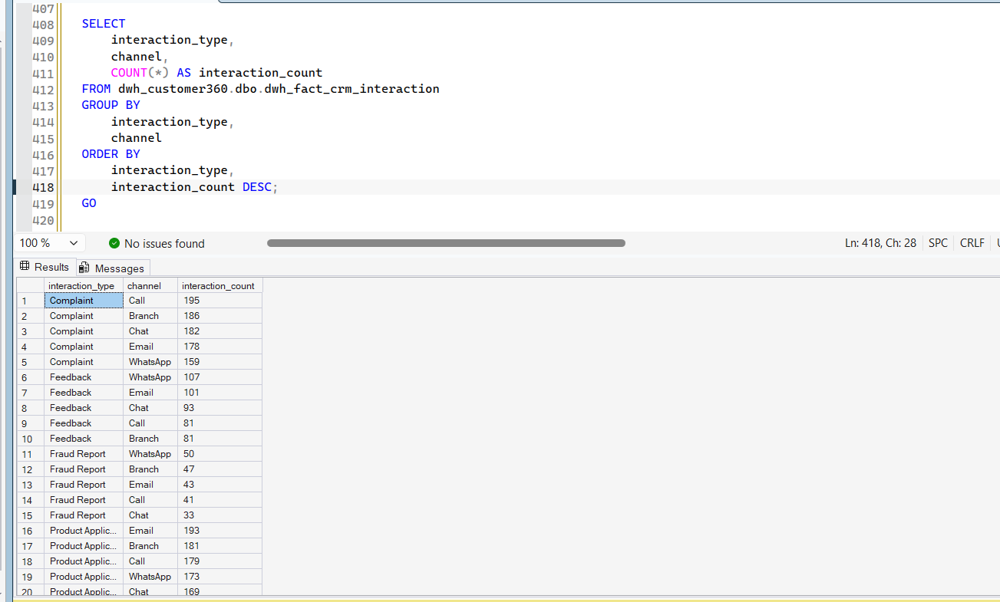 407
408 SELECT
409 interaction_type,
410 channel,
411 COUNT(*) AS interaction_count
412 FROM dwh_customer360.dbo.dwh_fact_crm_interaction
413 GROUP BY
414 interaction_type,
415 channel
416 ORDER BY
417 interaction_type,
418 interaction_count DESC;
419 GO
420
100 % No issues found Ln: 418, Ch: 28 SPC CRLF
Results Messages
interaction_type channel interaction_count
1 Complaint Call 195
2 Complaint Branch 186
3 Complaint Chat 182
4 Complaint Email 178
5 Complaint WhatsApp 159
6 Feedback WhatsApp 107
7 Feedback Email 101
8 Feedback Chat 93
9 Feedback Call 81
10 Feedback Branch 81
11 Fraud Report WhatsApp 50
12 Fraud Report Branch 47
13 Fraud Report Email 43
14 Fraud Report Call 41
15 Fraud Report Chat 33
16 Product Applic... Email 193
17 Product Applic... Branch 181
18 Product Applic... Call 179
19 Product Applic... WhatsApp 173
20 Product Applic... Chat 169